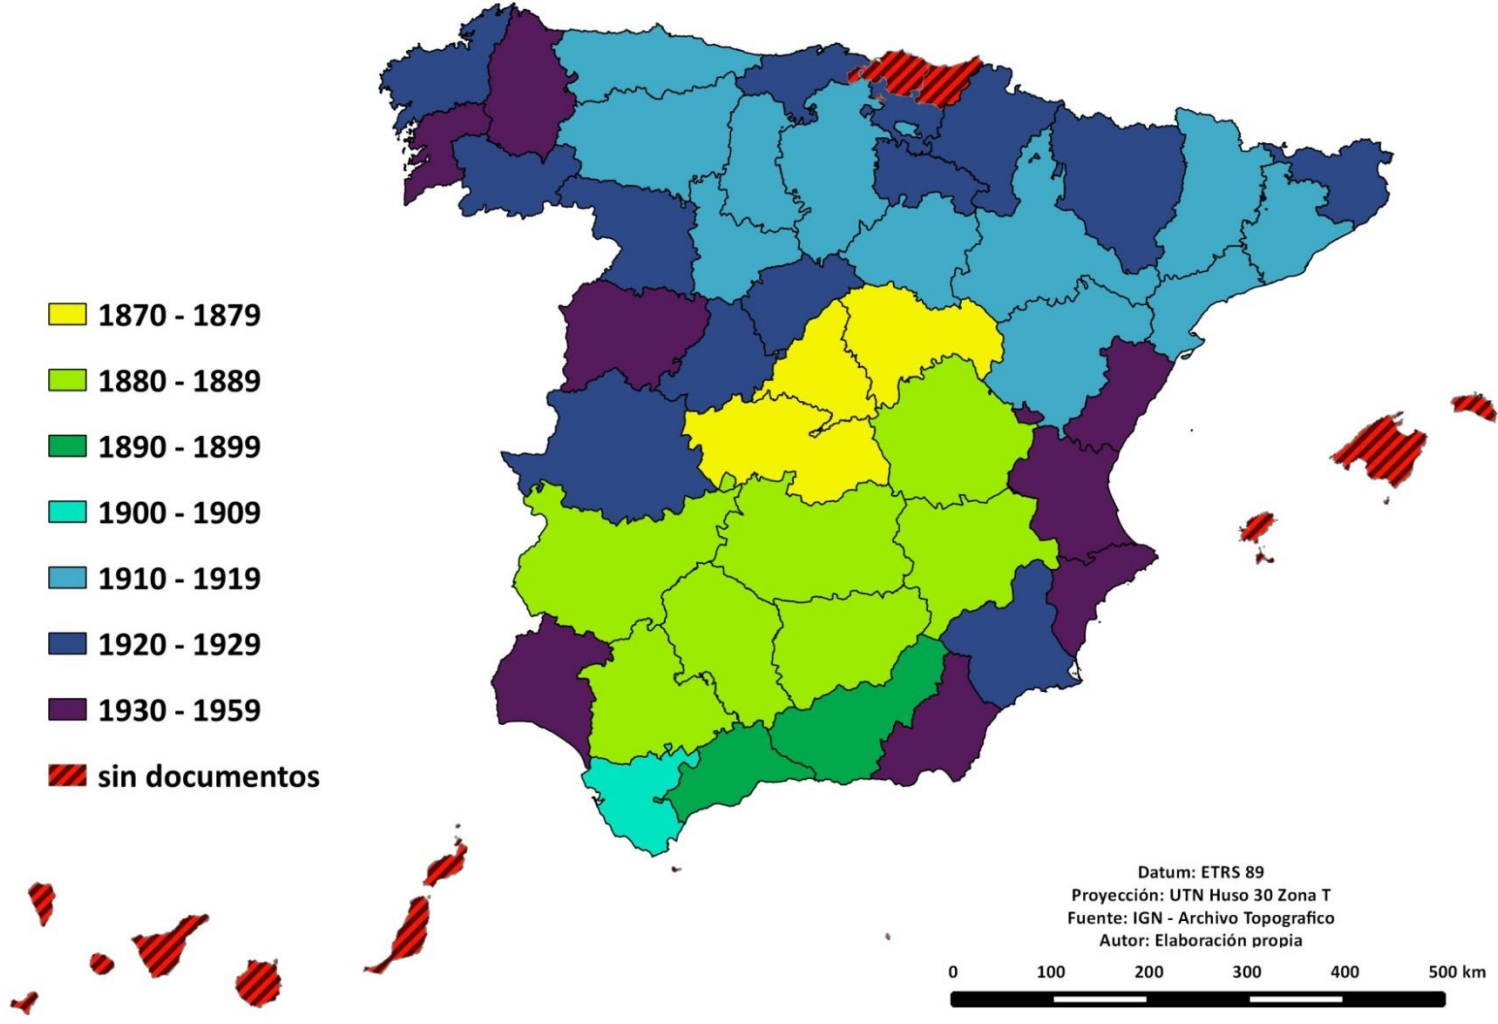 1870 - 1879
1880 - 1889
1890 - 1899
1900 - 1909
1910 - 1919
1920 - 1929
1930 - 1959
sin documentos
Datum: ETRS 89
Proyección: UTN Huso 30 Zona T
Fuente: IGN - Archivo Topografico
Autor: Elaboración propia
0 100 200 300 400 500 km